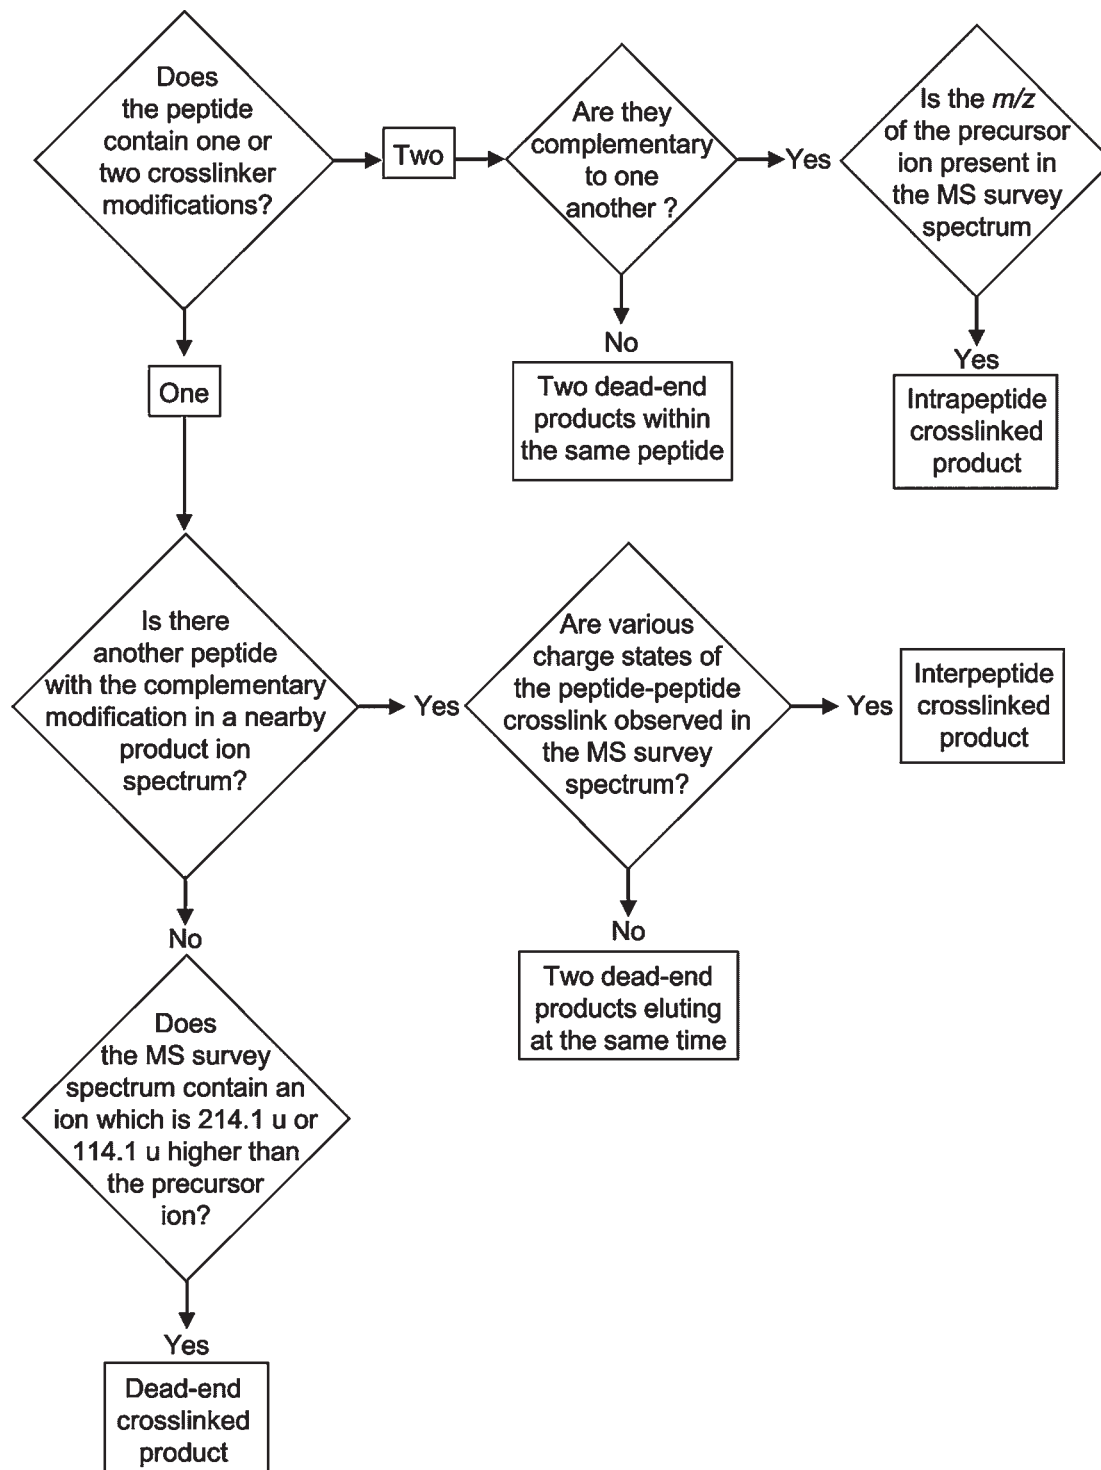 Does
the peptide
contain one or
two crosslinker
modifications?
Two
Are they
complementary
to one
another ?
Yes
Is the m/z
of the precursor
ion present in
the MS survey
spectrum
No
Two dead-end
products within
the same peptide
Yes
Intrapeptide
crosslinked
product
One
Is there
another peptide
with the complementary
modification in a nearby
product ion
spectrum?
Yes
Are various
charge states of
the peptide-peptide
crosslink observed in
the MS survey
spectrum?
Yes
Interpeptide
crosslinked
product
No
Two dead-end
products eluting
at the same time
No
Does
the MS survey
spectrum contain an
ion which is 214.1 u or
114.1 u higher than
the precursor
ion?
Yes
Dead-end
crosslinked
product